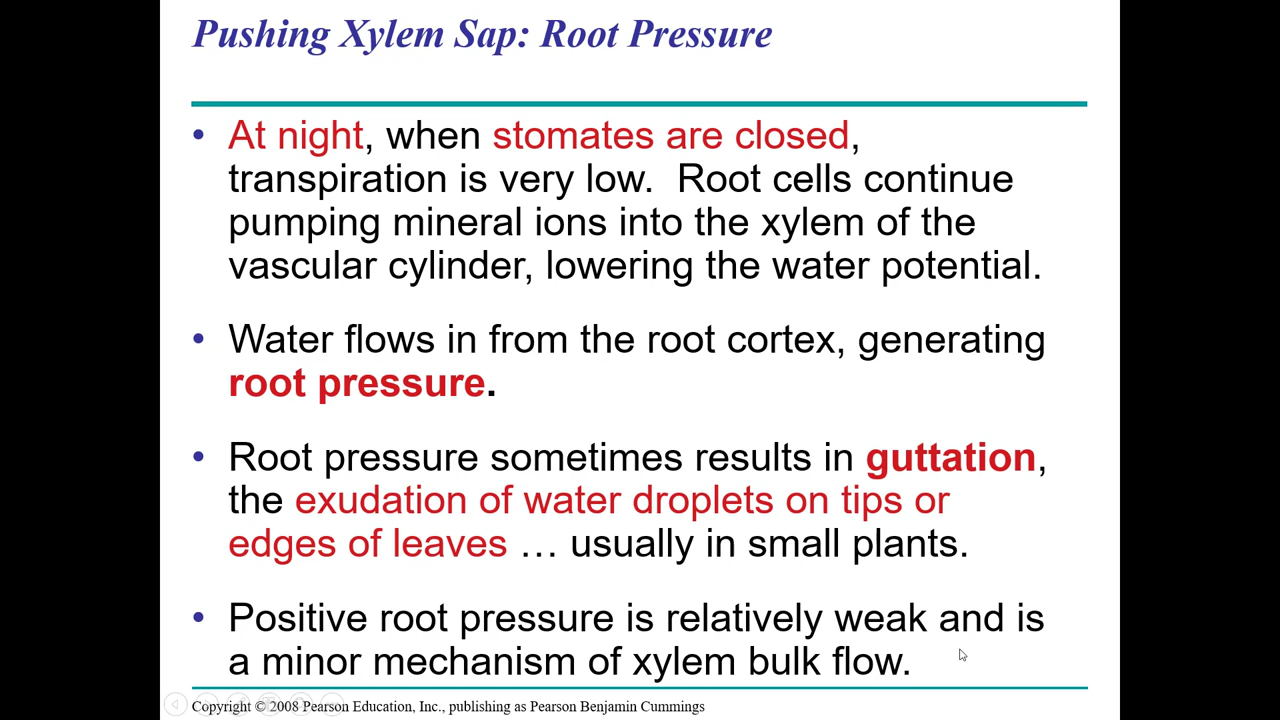 Pushing Xylem Sap: Root Pressure
• At night, when stomates are closed,
transpiration is very low.  Root cells continue
pumping mineral ions into the xylem of the
vascular cylinder, lowering the water potential.
• Water flows in from the root cortex, generating
root pressure.
• Root pressure sometimes results in guttation,
the exudation of water droplets on tips or
edges of leaves … usually in small plants.
• Positive root pressure is relatively weak and is
a minor mechanism of xylem bulk flow.
Copyright © 2008 Pearson Education, Inc., publishing as Pearson Benjamin Cummings